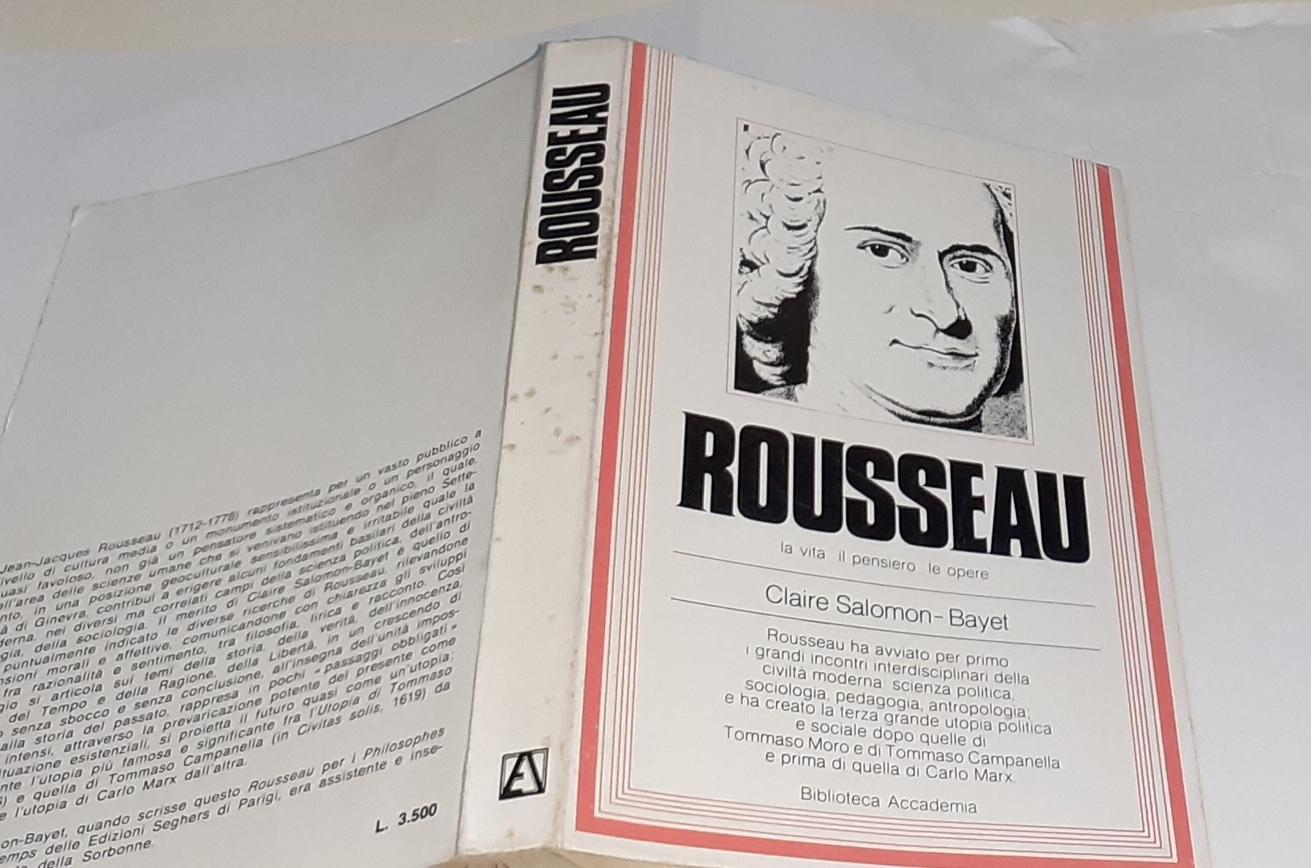 Jean-Jacques Rousseau (1712-1778) rappresenta per un vasto pubblico a
livello di cultura media o un monumento istituzionale o un personaggio
quasi favoloso, non già un pensatore sistematico e organico, il quale,
nell'area delle scienze umane che si venivano istituendo nel pieno Sette-
nto, in una posizione geoculturale sensibilissima e irritabile quale la
à di Ginevra, contribuì a erigere alcuni fondamenti basilari della civiltà
derna, nei diversi ma correlati campi della scienza politica, dell'antro-
gia, della sociologia. Il merito di Claire Salomon-Bayet è quello di
puntualmente indicato le diverse ricerche di Rousseau, rilevandone
nsioni morali e affettive, comunicandone con chiarezza gli sviluppi
fra razionalità e sentimento, tra filosofia, lirica e racconto. Così
gio si articola sui temi della storia, della verità, dell'innocenza,
del Tempo e della Ragione, della Libertà, in un crescendo di
senza sbocco e senza conclusione, all'insegna dell'unità impos-
alla storia del passato, rappresa in pochi « passaggi obbligati »
intensi, attraverso la prevaricazione potente del presente come
tuazione esistenziali, si proietta il futuro quasi come un'utopia;
nte l'utopia più famosa e significante fra l'Utopia di Tommaso
) e quella di Tommaso Campanella (in Civitas solis, 1619) da
e l'utopia di Carlo Marx dall'altra.
on-Bayet, quando scrisse questo Rousseau per i Philosophes
emps delle Edizioni Seghers di Parigi, era assistente e inse-
della Sorbonne.
L. 3.500
ROUSSEAU
A
ROUSSEAU
la vita il pensiero le opere
Claire Salomon-Bayet
Rousseau ha avviato per primo
i grandi incontri interdisciplinari della
civiltà moderna: scienza politica,
sociologia, pedagogia, antropologia;
e ha creato la terza grande utopia politica
e sociale dopo quelle di
Tommaso Moro e di Tommaso Campanella
e prima di quella di Carlo Marx.
Biblioteca Accademia